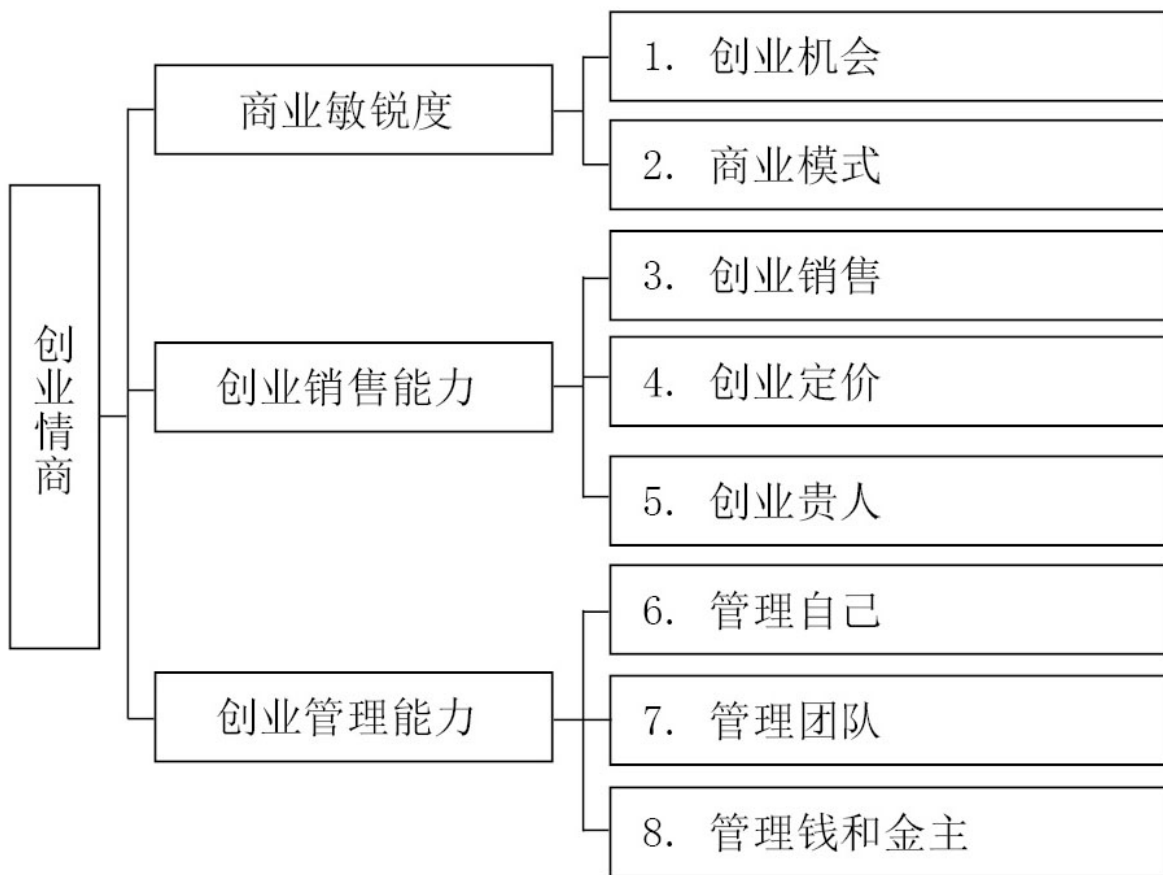 创业情商
商业敏锐度
1. 创业机会
2. 商业模式
创业销售能力
3. 创业销售
4. 创业定价
5. 创业贵人
创业管理能力
6. 管理自己
7. 管理团队
8. 管理钱和金主